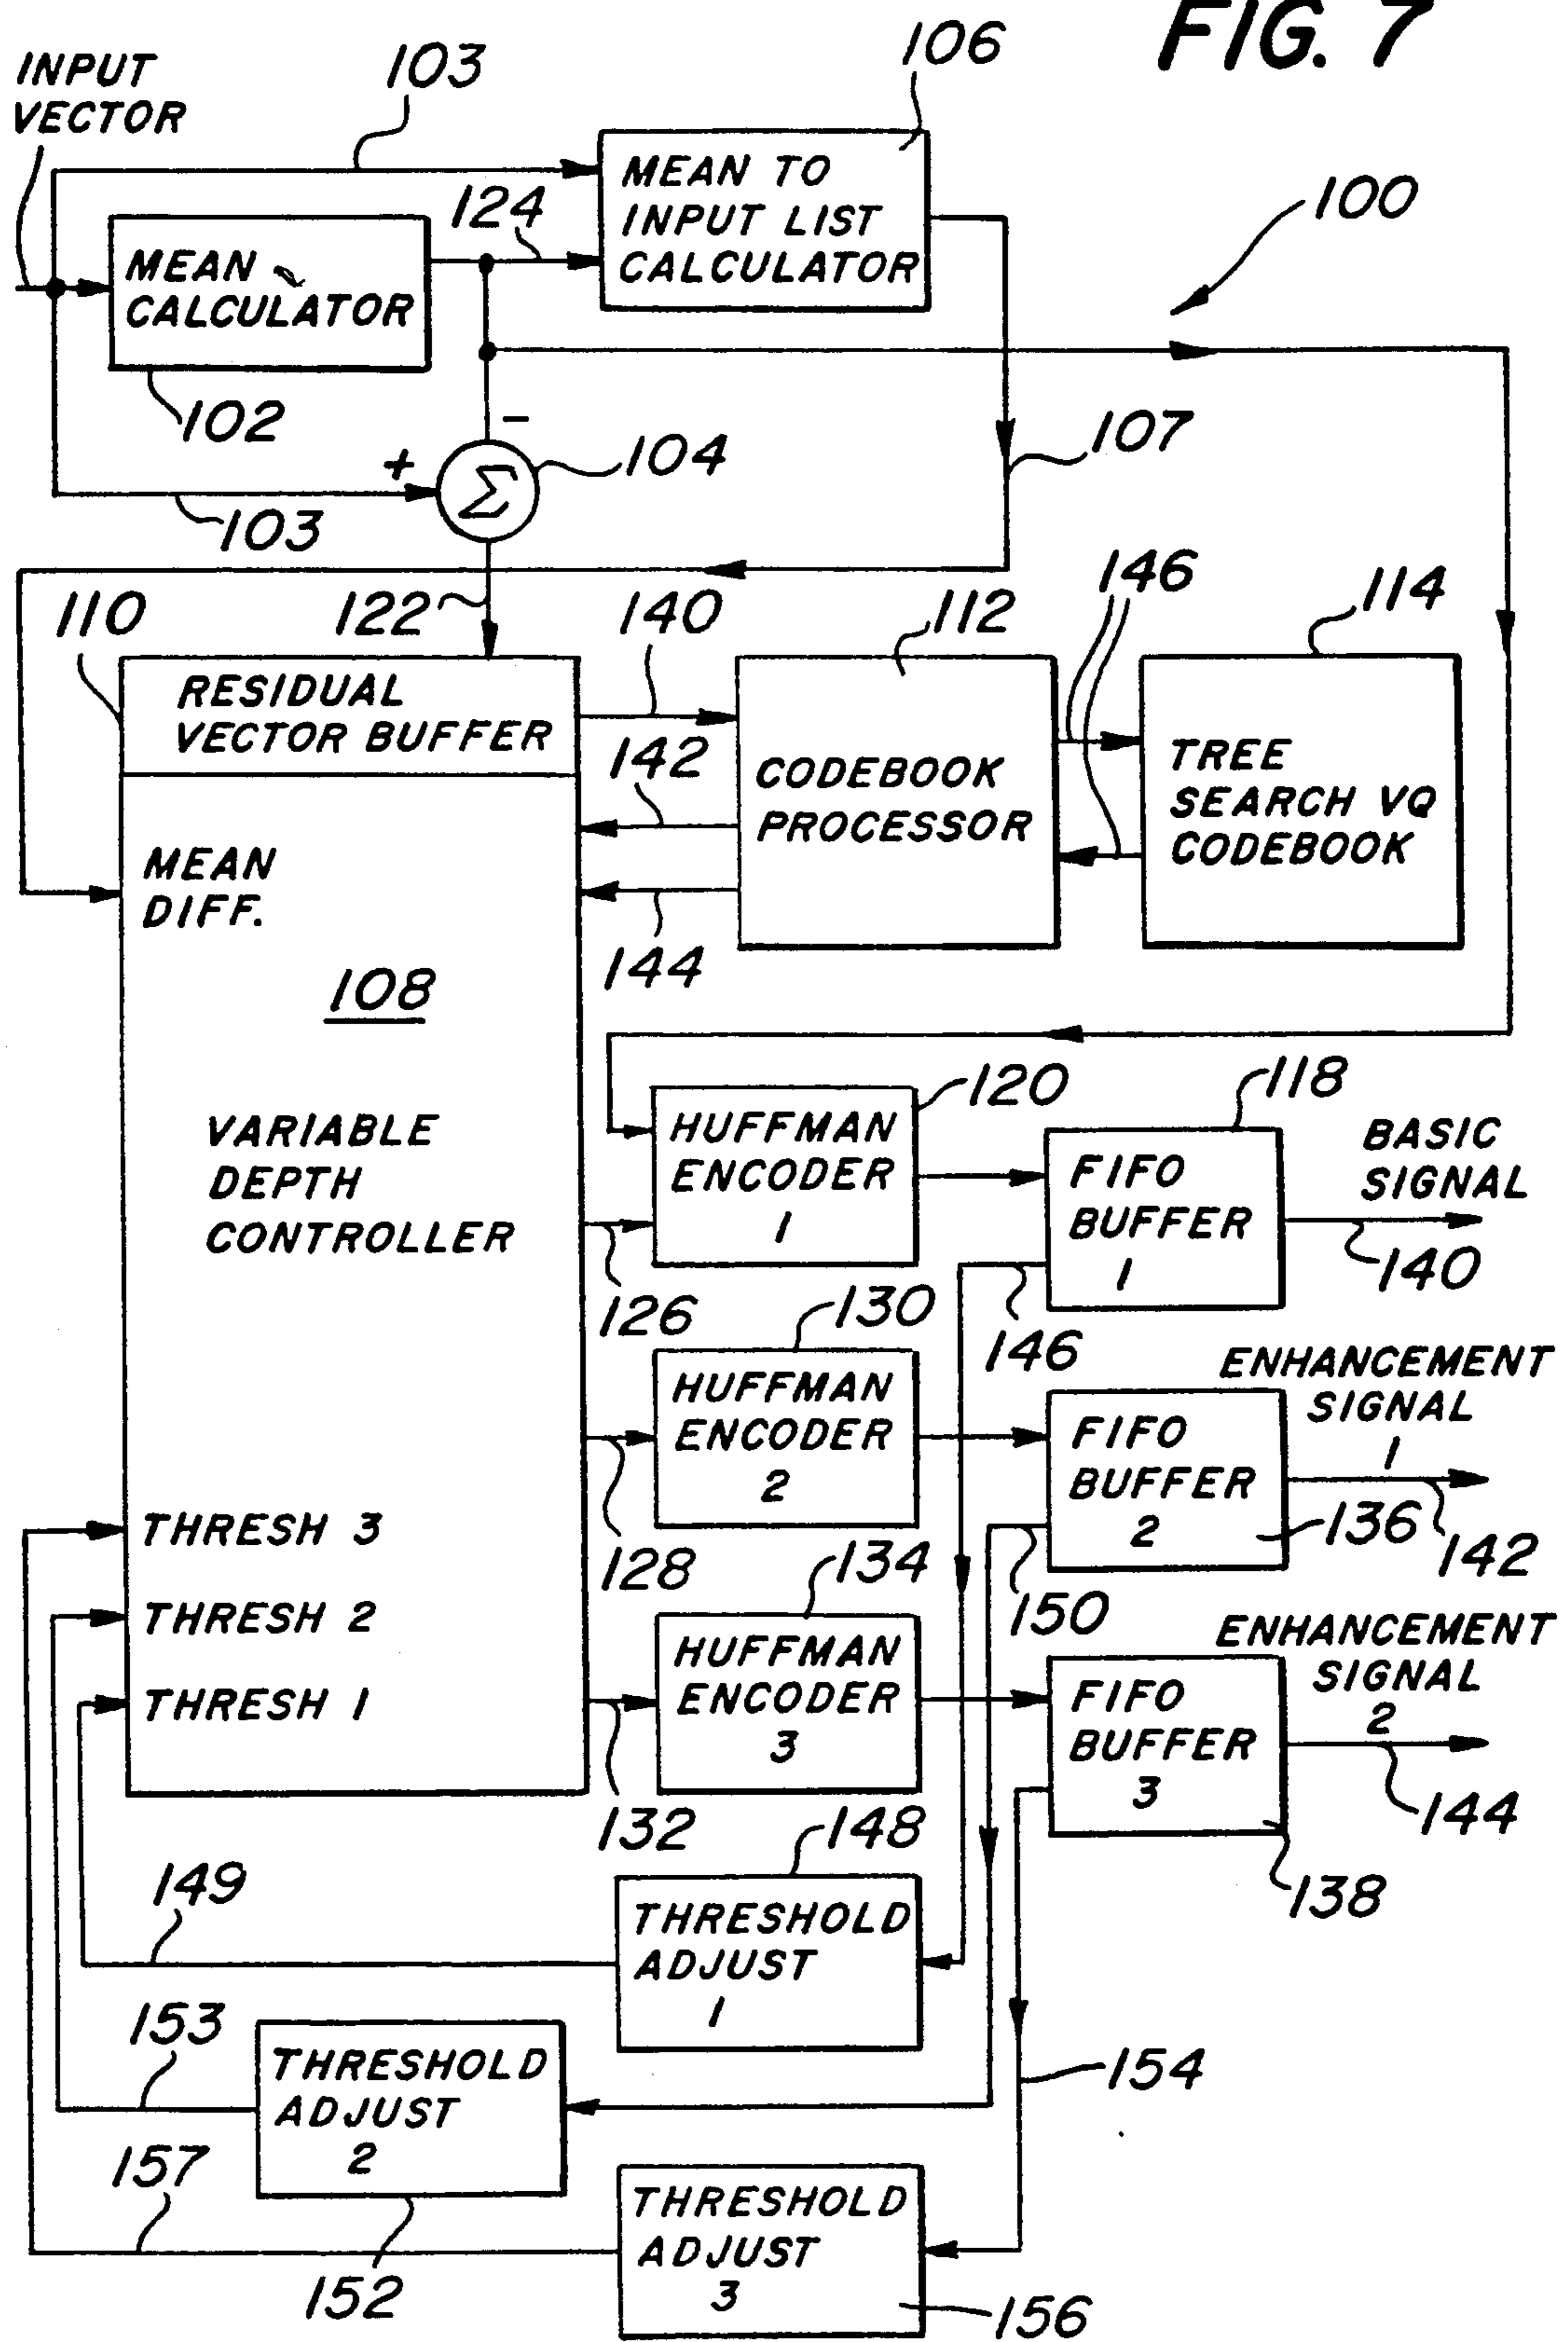 FIG. 7
INPUT
VECTOR
103
106
MEAN TO
INPUT LIST
CALCULATOR
124
100
MEAN
CALCULATOR
102
-
+
Σ
104
107
103
122
110
140
112
146
114
RESIDUAL
VECTOR BUFFER
142
CODEBOOK
PROCESSOR
TREE
SEARCH VQ
CODEBOOK
MEAN
DIFF.
144
108
VARIABLE
DEPTH
CONTROLLER
120
118
HUFFMAN
ENCODER
1
FIFO
BUFFER
1
BASIC
SIGNAL
140
126
146
130
HUFFMAN
ENCODER
2
FIFO
BUFFER
2
ENHANCEMENT
SIGNAL
1
136
142
128
150
134
THRESH 3
THRESH 2
THRESH 1
HUFFMAN
ENCODER
3
FIFO
BUFFER
3
ENHANCEMENT
SIGNAL
2
144
132
138
148
149
THRESHOLD
ADJUST
1
153
THRESHOLD
ADJUST
2
154
157
152
THRESHOLD
ADJUST
3
156